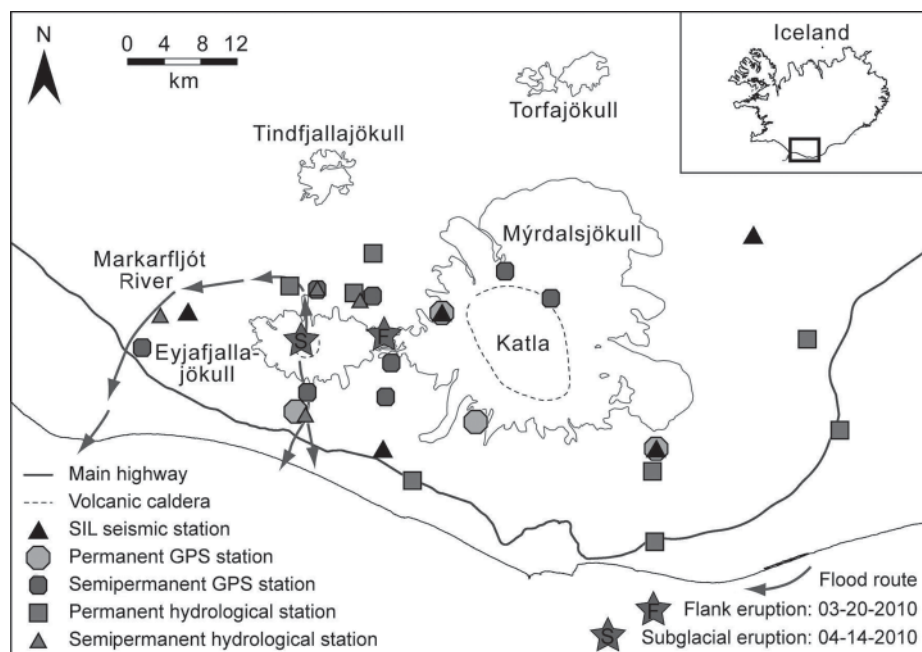 N
0 4 8 12
km
Iceland
Torfajökull
Tindfjallajökull
Mýrdalsjökull
Markarfljót
River
Katla
S
F
Eyjafjalla-
jökull
Main highway
Volcanic caldera
SIL seismic station
Permanent GPS station
Semipermanent GPS station
Permanent hydrological station
Semipermanent hydrological station
Flood route
F Flank eruption: 03-20-2010
S Subglacial eruption: 04-14-2010